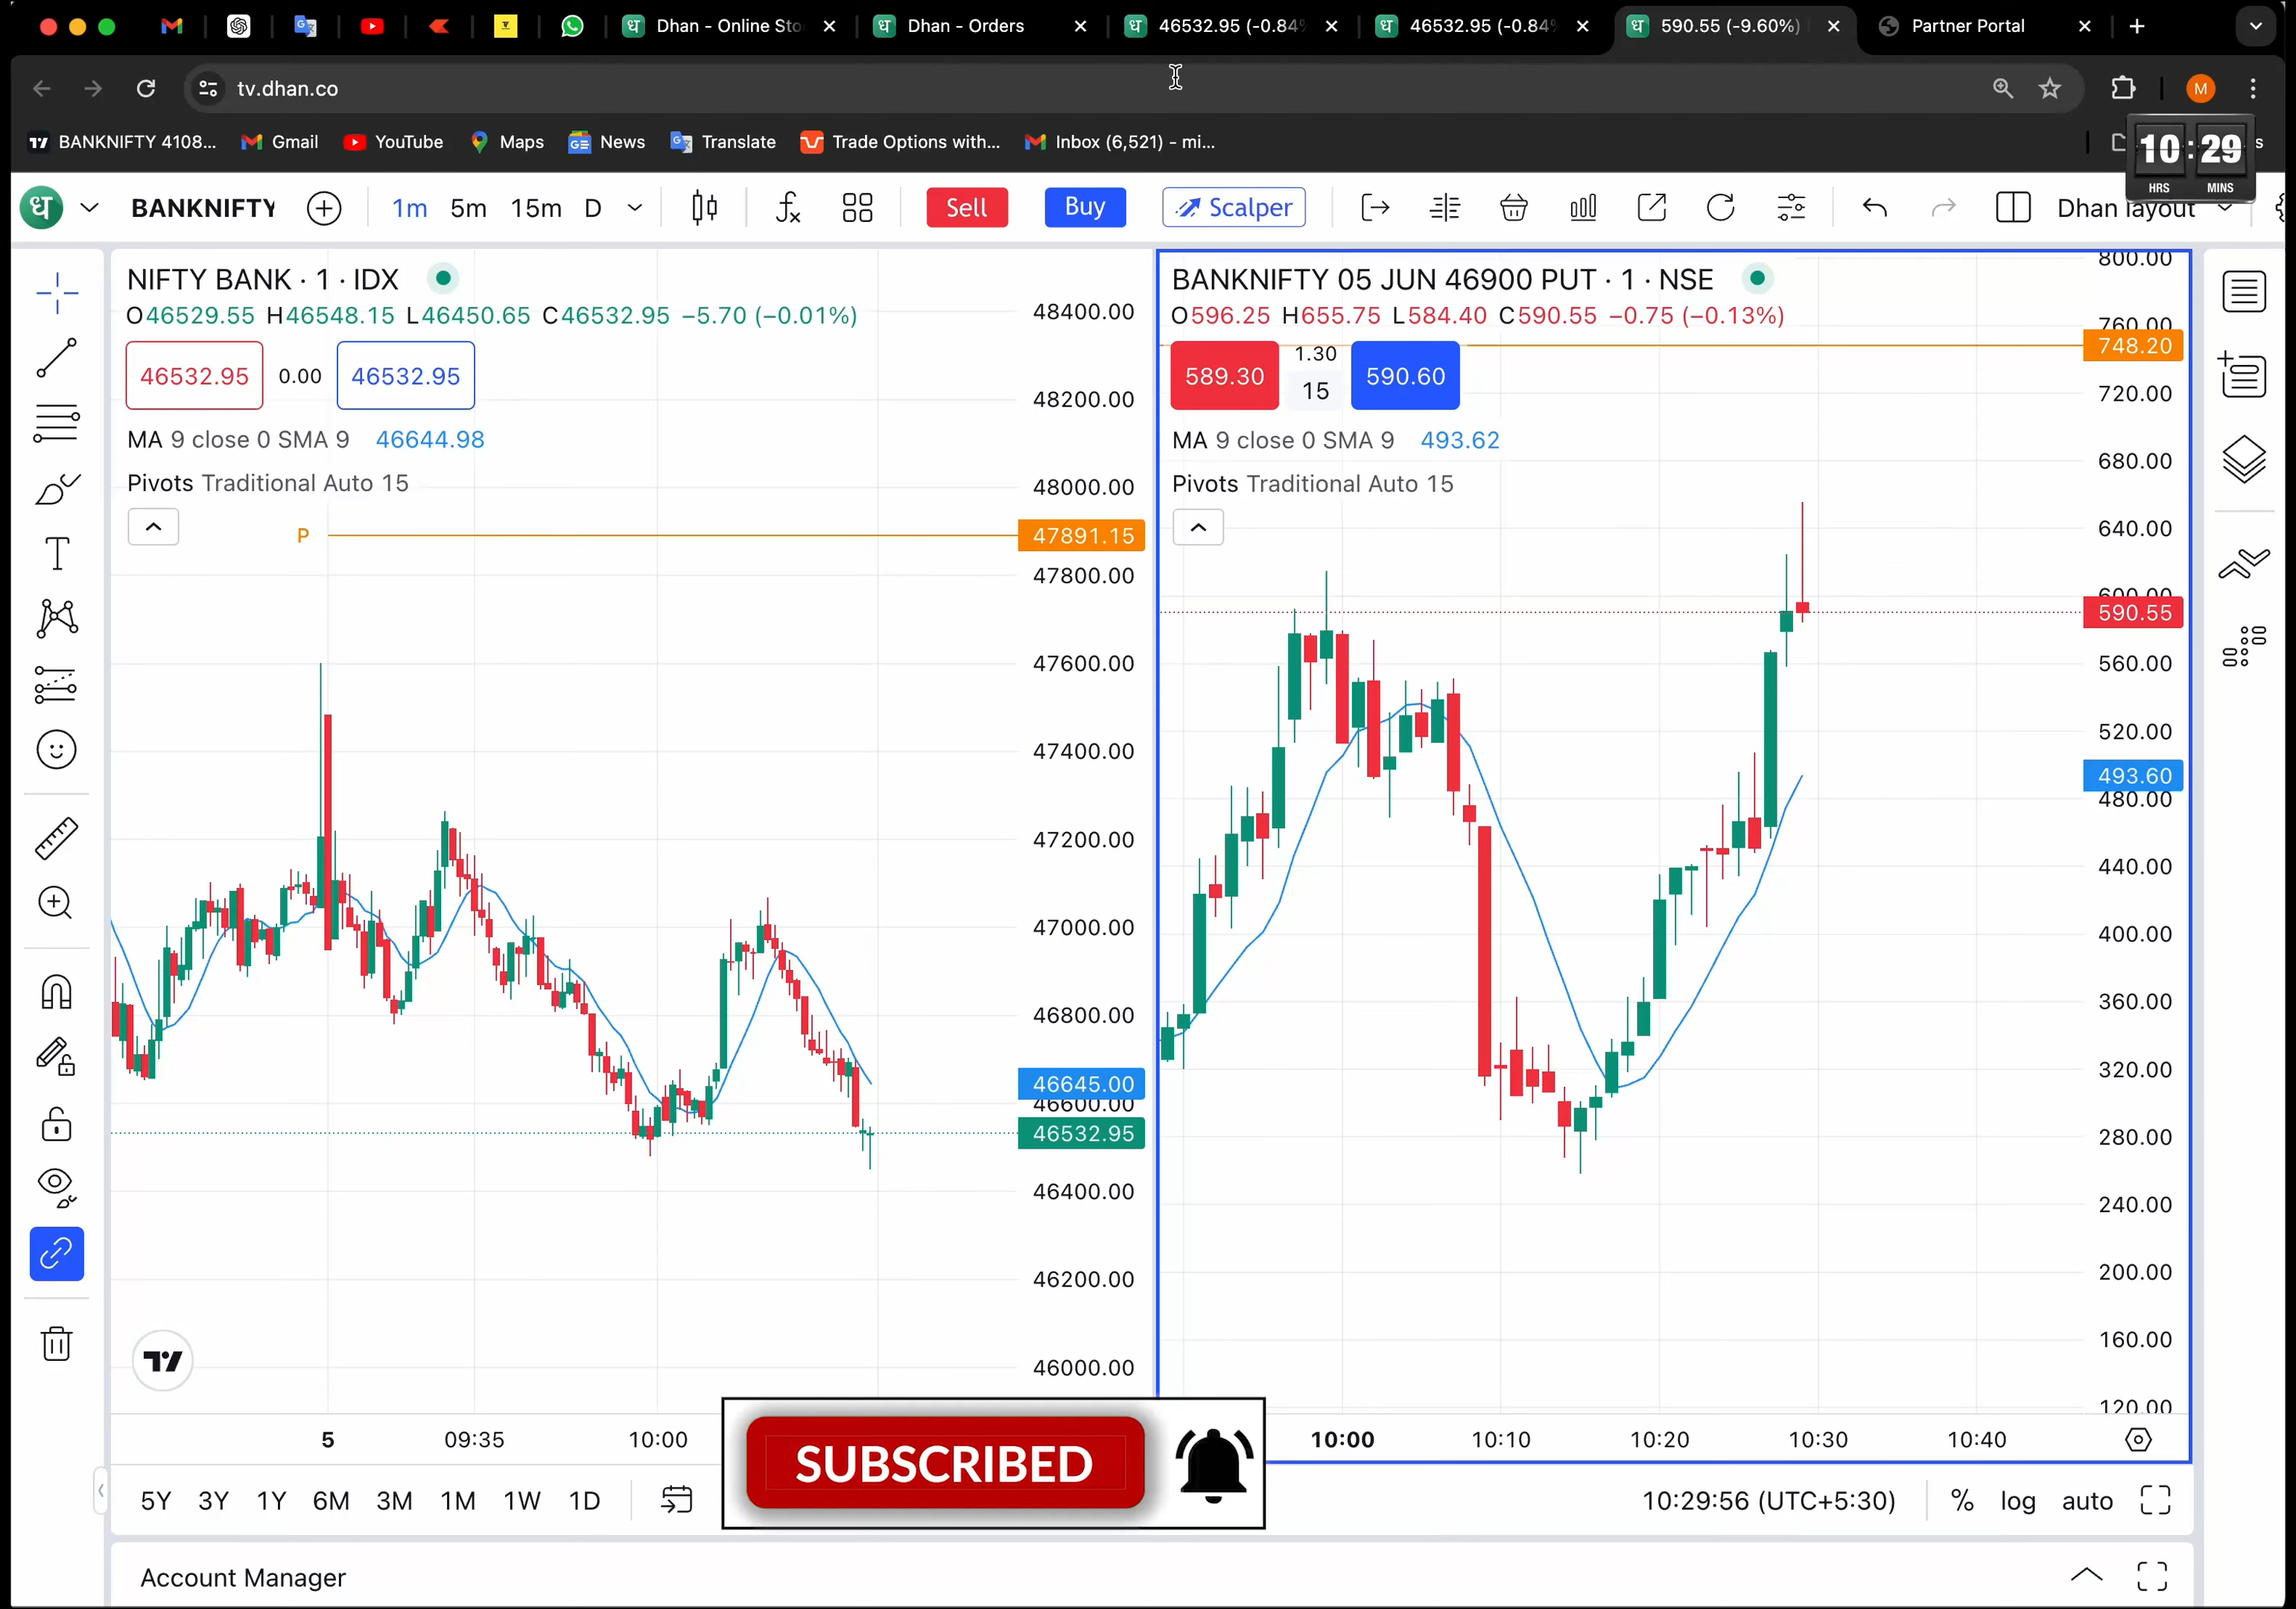 Dhan - Online Sto
Dhan - Orders
46532.95 (-0.84%
46532.95 (-0.84%
590.55 (-9.60%)
Partner Portal
tv.dhan.co
M
BANKNIFTY 4108...
Gmail
YouTube
Maps
News
Translate
Trade Options with...
Inbox (6,521) - mi...
10:29
HRS MINS
ध
BANKNIFTY
1m 5m 15m D
Sell
Buy
Scalper
Dhan layout
NIFTY BANK · 1 · IDX
O46529.55 H46548.15 L46450.65 C46532.95 −5.70 (−0.01%)
46532.95 0.00 46532.95
MA 9 close 0 SMA 9 46644.98
Pivots Traditional Auto 15
P
48400.00
48200.00
48000.00
47891.15
47800.00
47600.00
47400.00
47200.00
47000.00
46800.00
46645.00
46600.00
46532.95
46400.00
46200.00
46000.00
5 09:35 10:00
BANKNIFTY 05 JUN 46900 PUT · 1 · NSE
O596.25 H655.75 L584.40 C590.55 −0.75 (−0.13%)
589.30 1.30 15 590.60
MA 9 close 0 SMA 9 493.62
Pivots Traditional Auto 15
800.00
760.00
748.20
720.00
680.00
640.00
600.00
590.55
560.00
520.00
493.60
480.00
440.00
400.00
360.00
320.00
280.00
240.00
200.00
160.00
120.00
10:00 10:10 10:20 10:30 10:40
SUBSCRIBED
5Y 3Y 1Y 6M 3M 1M 1W 1D
10:29:56 (UTC+5:30)
% log auto
Account Manager